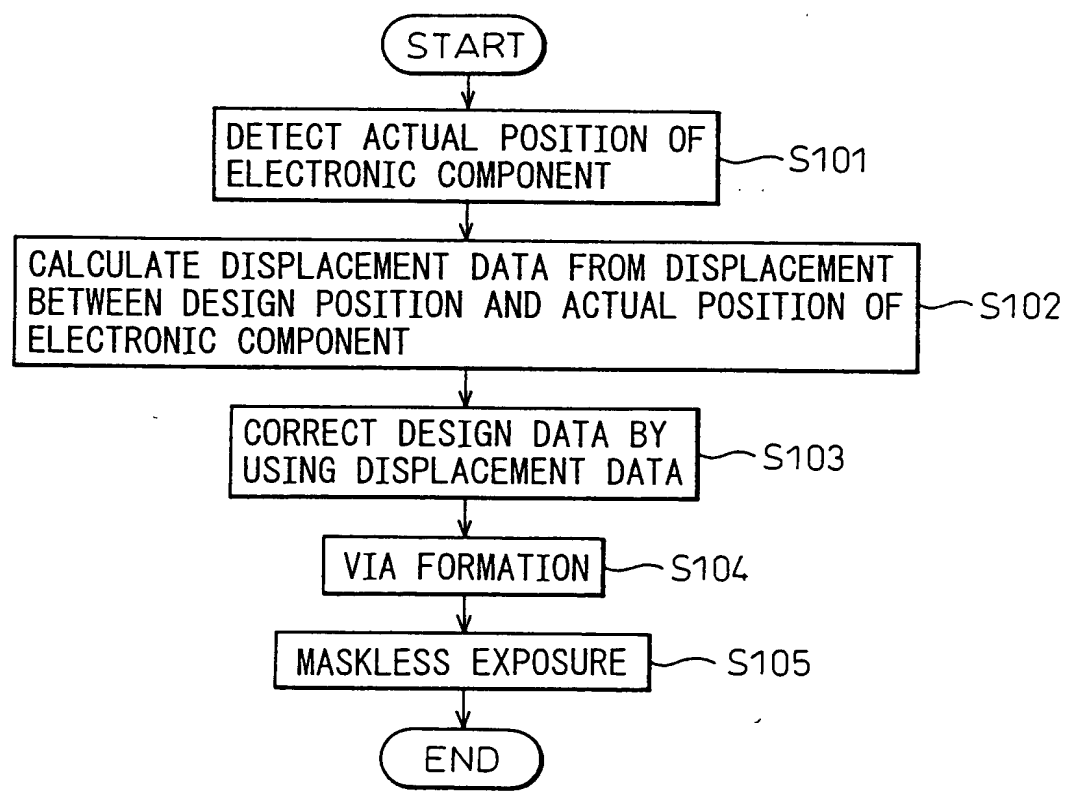 START
DETECT ACTUAL POSITION OF
ELECTRONIC COMPONENT
S101
CALCULATE DISPLACEMENT DATA FROM DISPLACEMENT
BETWEEN DESIGN POSITION AND ACTUAL POSITION OF
ELECTRONIC COMPONENT
S102
CORRECT DESIGN DATA BY
USING DISPLACEMENT DATA
S103
VIA FORMATION
S104
MASKLESS EXPOSURE
S105
END